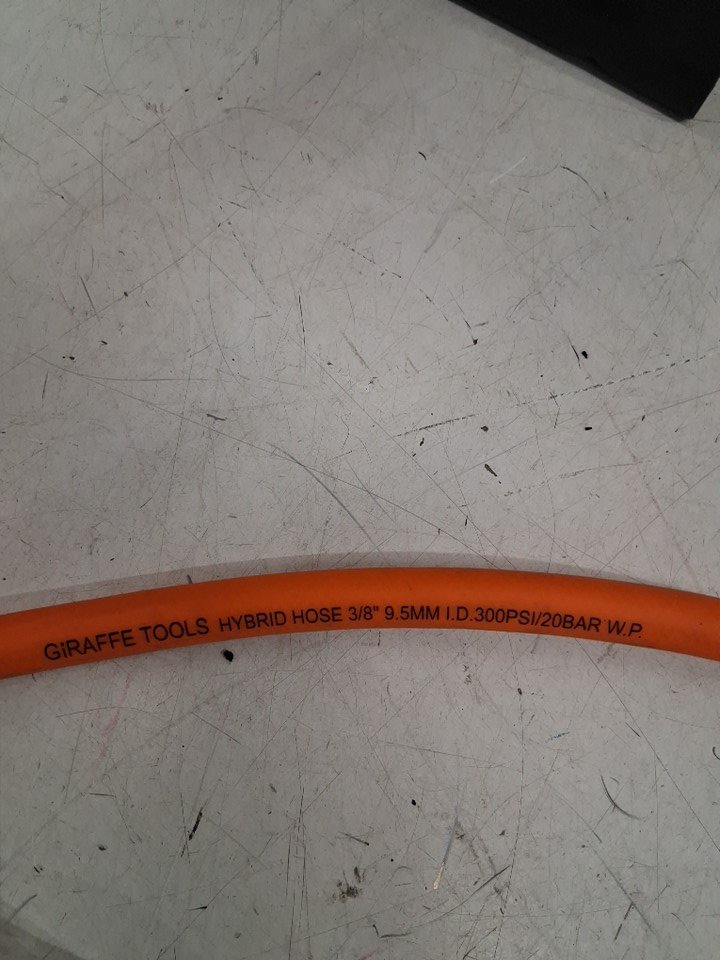 GiRAFFE TOOLS HYBRID HOSE 3/8" 9.5MM I.D.300PSI/20BAR W.P.